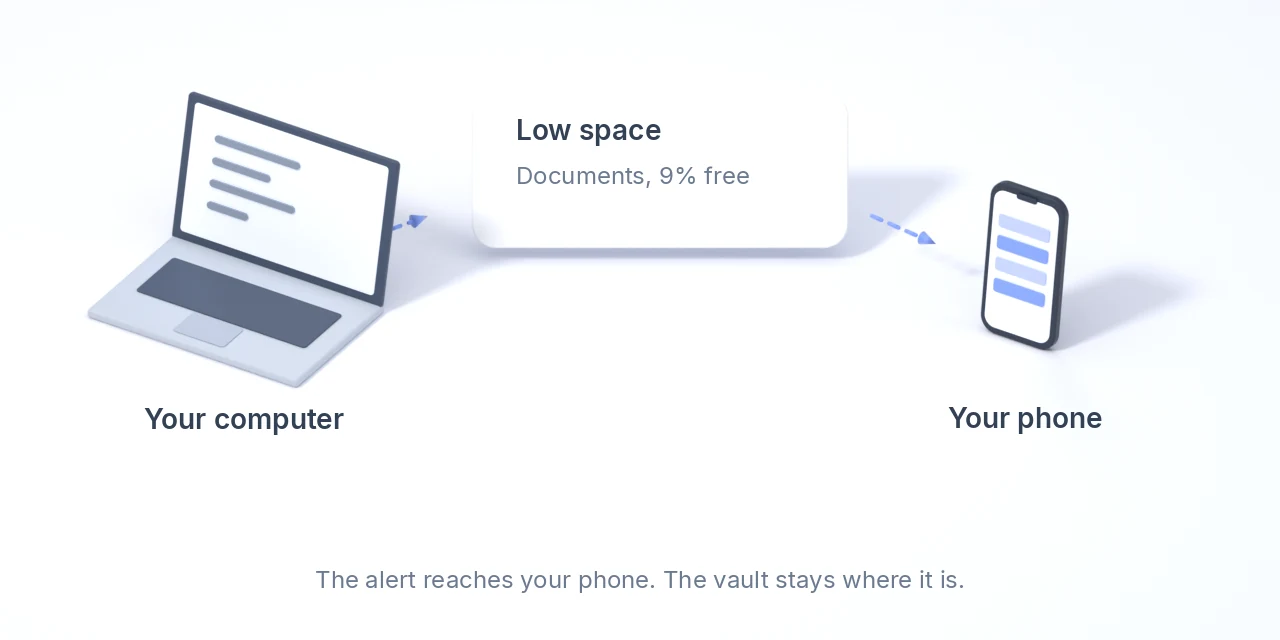 Low space
Documents, 9% free
Your computer
Your phone
The alert reaches your phone. The vault stays where it is.